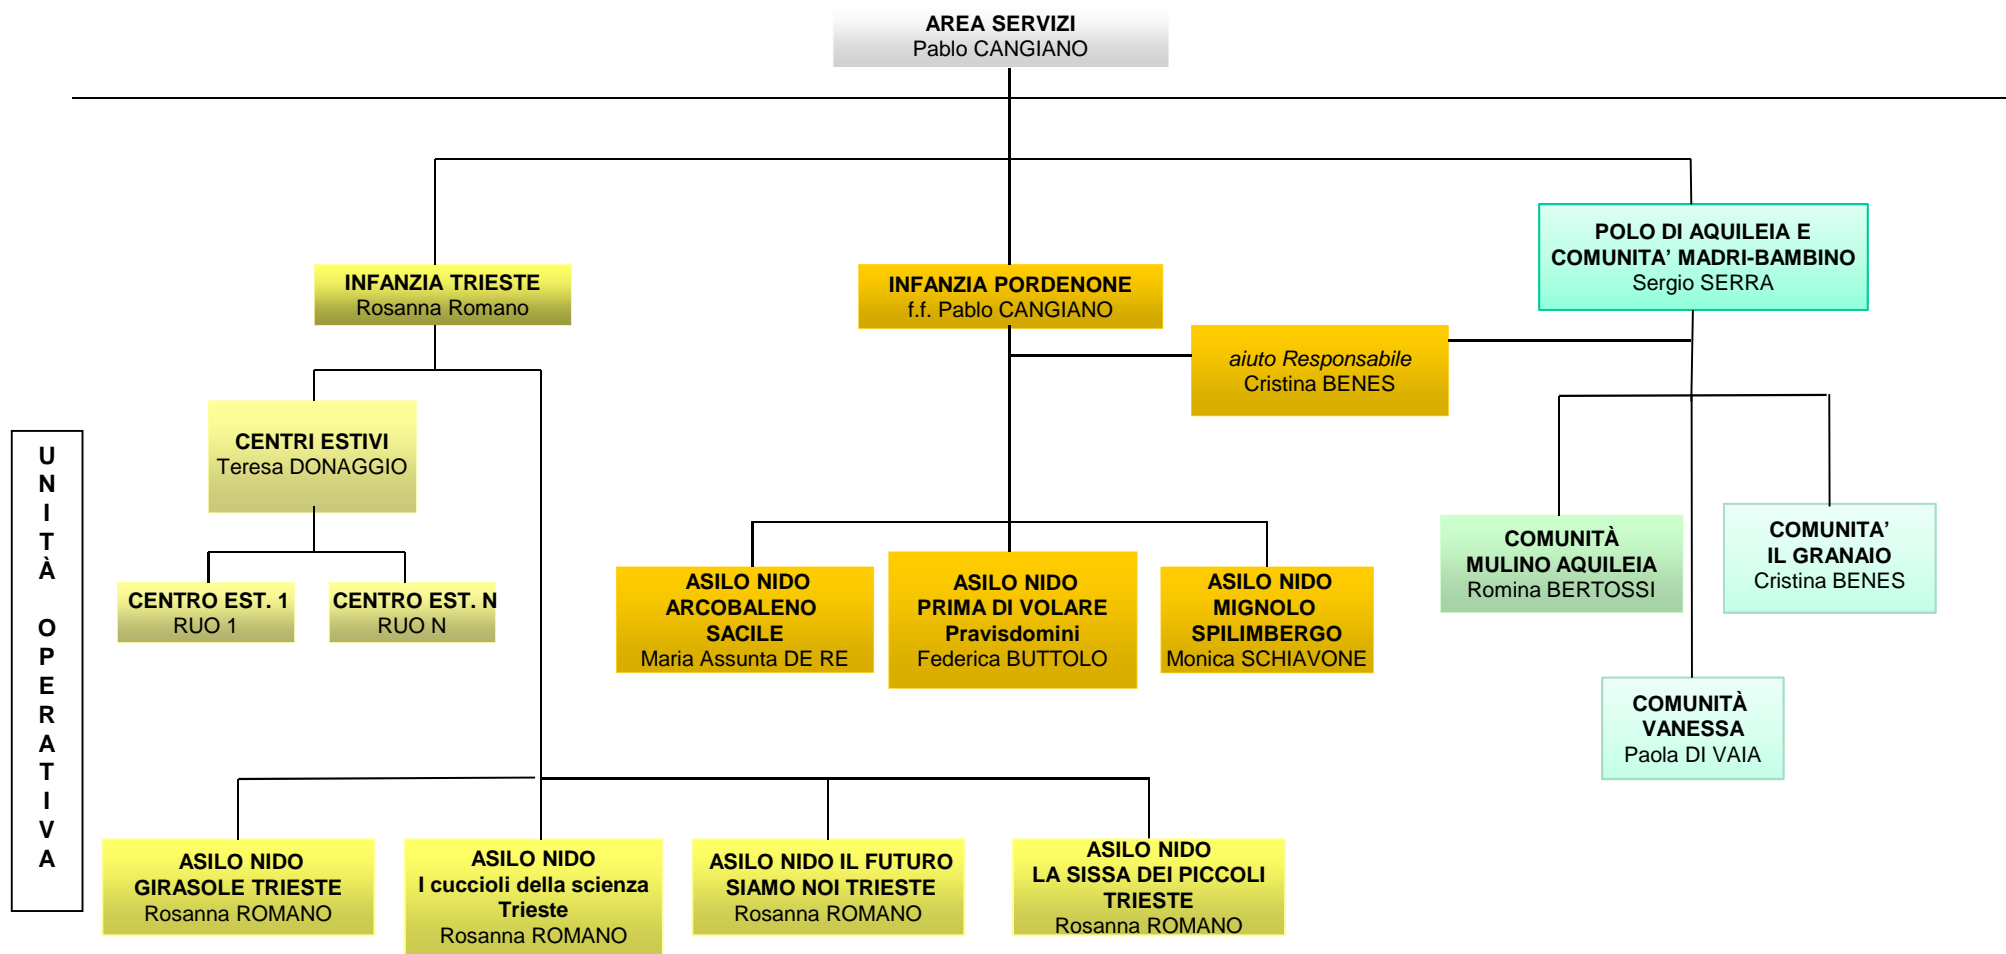 AREA SERVIZI
Pablo CANGIANO
POLO DI AQUILEIA E
COMUNITA’ MADRI-BAMBINO
Sergio SERRA
INFANZIA TRIESTE
Rosanna Romano
INFANZIA PORDENONE
f.f. Pablo CANGIANO
aiuto Responsabile
Cristina BENES
CENTRI ESTIVI
Teresa DONAGGIO
UNITÀ OPERATIVA
COMUNITÀ
MULINO AQUILEIA
Romina BERTOSSI
COMUNITA’
IL GRANAIO
Cristina BENES
CENTRO EST. 1
RUO 1
CENTRO EST. N
RUO N
ASILO NIDO
ARCOBALENO
SACILE
Maria Assunta DE RE
ASILO NIDO
PRIMA DI VOLARE
Pravisdomini
Federica BUTTOLO
ASILO NIDO
MIGNOLO
SPILIMBERGO
Monica SCHIAVONE
COMUNITÀ
VANESSA
Paola DI VAIA
ASILO NIDO
GIRASOLE TRIESTE
Rosanna ROMANO
ASILO NIDO
I cuccioli della scienza
Trieste
Rosanna ROMANO
ASILO NIDO IL FUTURO
SIAMO NOI TRIESTE
Rosanna ROMANO
ASILO NIDO
LA SISSA DEI PICCOLI
TRIESTE
Rosanna ROMANO